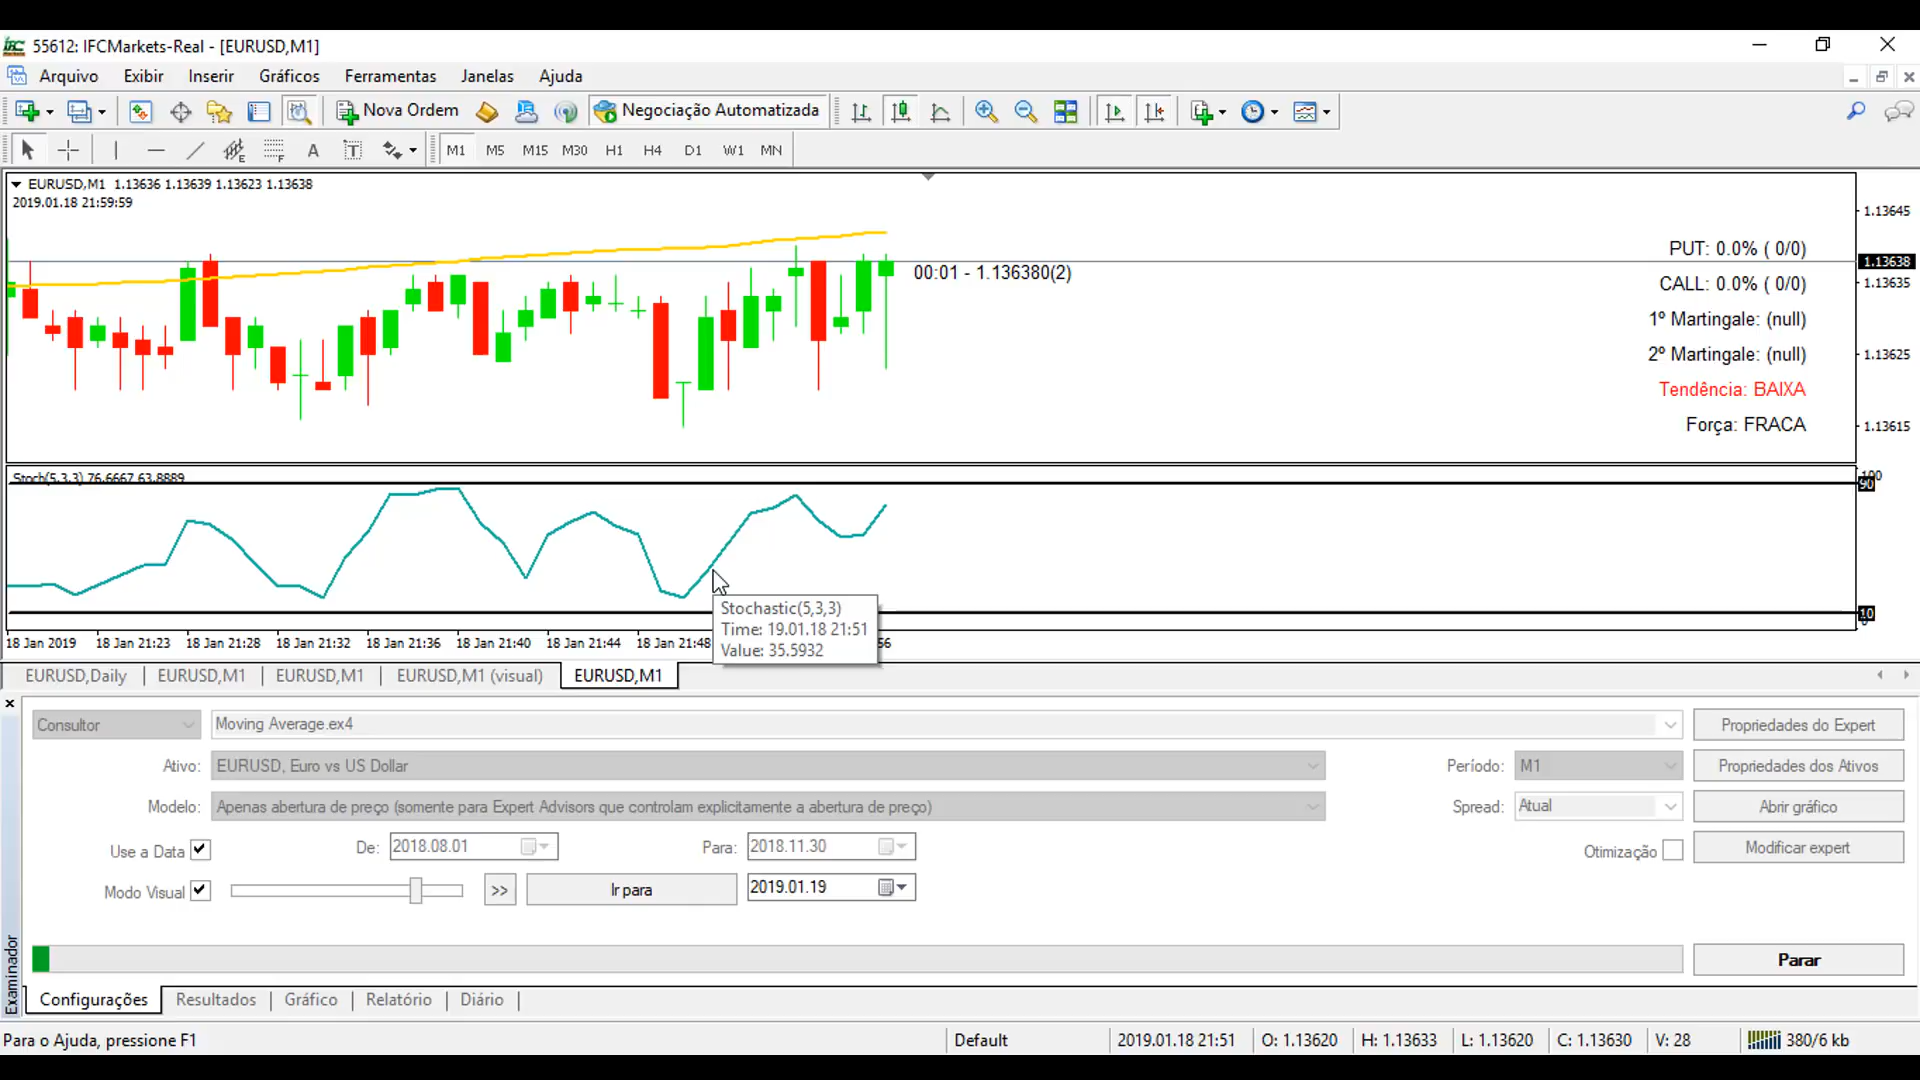 55612: IFCMarkets-Real - [EURUSD,M1]
Arquivo Exibir Inserir Gráficos Ferramentas Janelas Ajuda
Nova Ordem Negociação Automatizada
E F A T M1 M5 M15 M30 H1 H4 D1 W1 MN
EURUSD,M1 1.13636 1.13639 1.13623 1.13638
2019.01.18 21:59:59
1.13645
PUT: 0.0% ( 0/0)
1.13638
00:01 - 1.136380(2)
CALL: 0.0% ( 0/0)
1.13635
1º Martingale: (null)
2º Martingale: (null)
1.13625
Tendência: BAIXA
Força: FRACA
1.13615
Stoch(5,3,3) 76.6667 63.8889
100
90
10
0
Stochastic(5,3,3)
Time: 19.01.18 21:51
Value: 35.5932
18 Jan 2019 18 Jan 21:23 18 Jan 21:28 18 Jan 21:32 18 Jan 21:36 18 Jan 21:40 18 Jan 21:44 18 Jan 21:48 56
EURUSD,Daily EURUSD,M1 EURUSD,M1 EURUSD,M1 (visual) EURUSD,M1
Consultor Moving Average.ex4 Propriedades do Expert
Ativo: EURUSD, Euro vs US Dollar Período: M1 Propriedades dos Ativos
Modelo: Apenas abertura de preço (somente para Expert Advisors que controlam explicitamente a abertura de preço) Spread: Atual Abrir gráfico
Use a Data De: 2018.08.01 Para: 2018.11.30 Otimização Modificar expert
Modo Visual >> Ir para 2019.01.19
Parar
Examinador
Configurações Resultados Gráfico Relatório Diário
Para o Ajuda, pressione F1 Default 2019.01.18 21:51 O: 1.13620 H: 1.13633 L: 1.13620 C: 1.13630 V: 28 380/6 kb